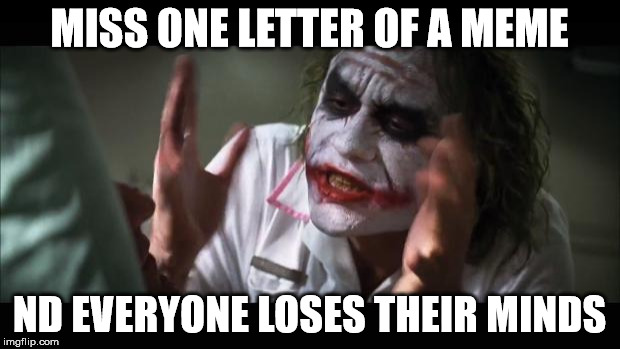 MISS ONE LETTER OF A MEME
ND EVERYONE LOSES THEIR MINDS
imgflip.com